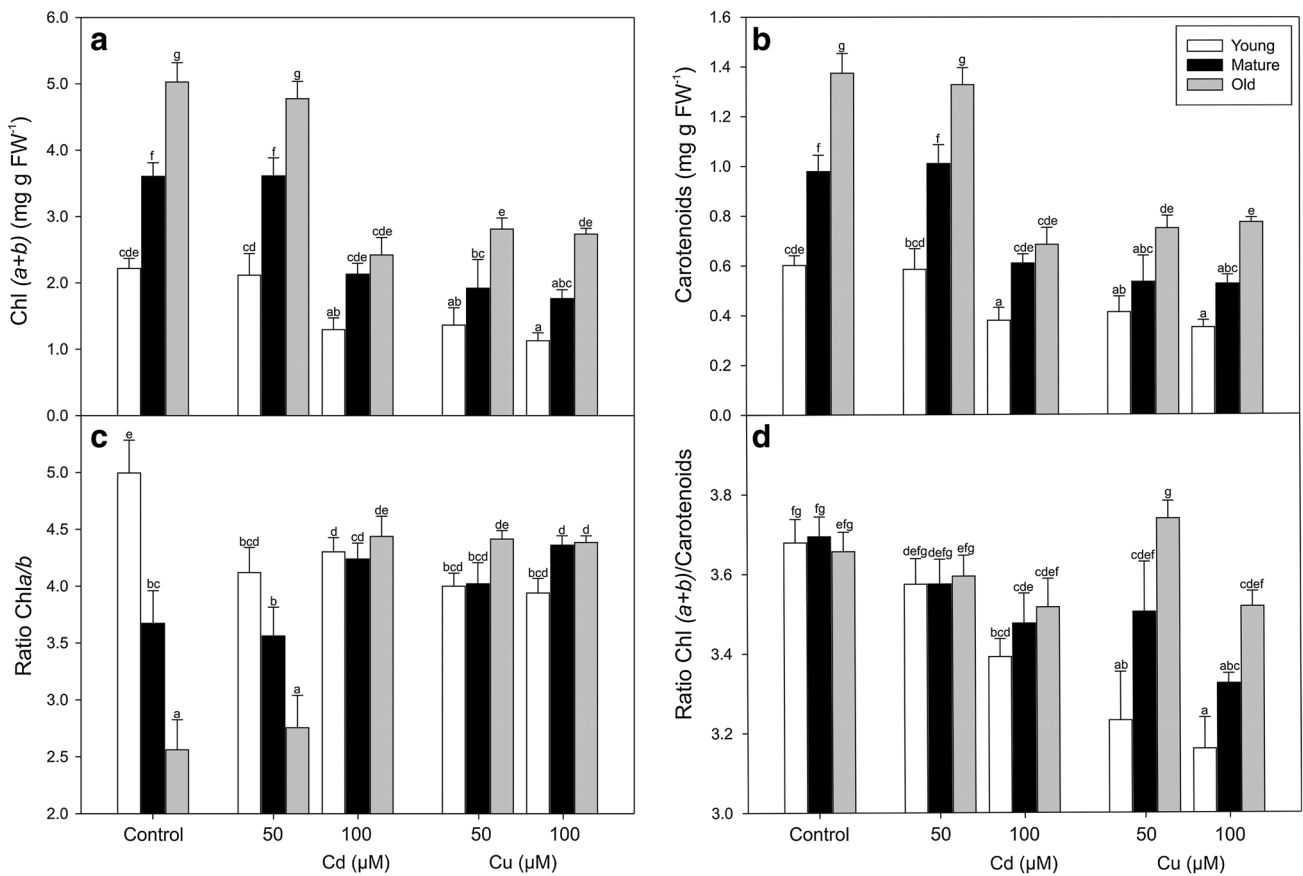 a
Chl (a+b) (mg g FW-1)
6.0
5.0
4.0
3.0
2.0
1.0
0.0
cde f g
cd f g
ab cde cde
ab bc e
a abc de
b
Carotenoids (mg g FW-1)
1.6
1.4
1.2
1.0
0.8
0.6
0.4
0.2
0.0
Young
Mature
Old
cde f g
bcd f g
a cde cde
ab abc de
a abc e
c
Ratio Chla/b
5.0
4.5
4.0
3.5
3.0
2.5
2.0
e bc a
bcd b a
d cd de
bcd bcd de
bcd d d
Control 50 100 50 100
Cd (µM) Cu (µM)
d
Ratio Chl (a+b)/Carotenoids
3.8
3.6
3.4
3.2
3.0
fg fg efg
defg defg efg
bcd cde cdef
ab cdef g
a abc cdef
Control 50 100 50 100
Cd (µM) Cu (µM)